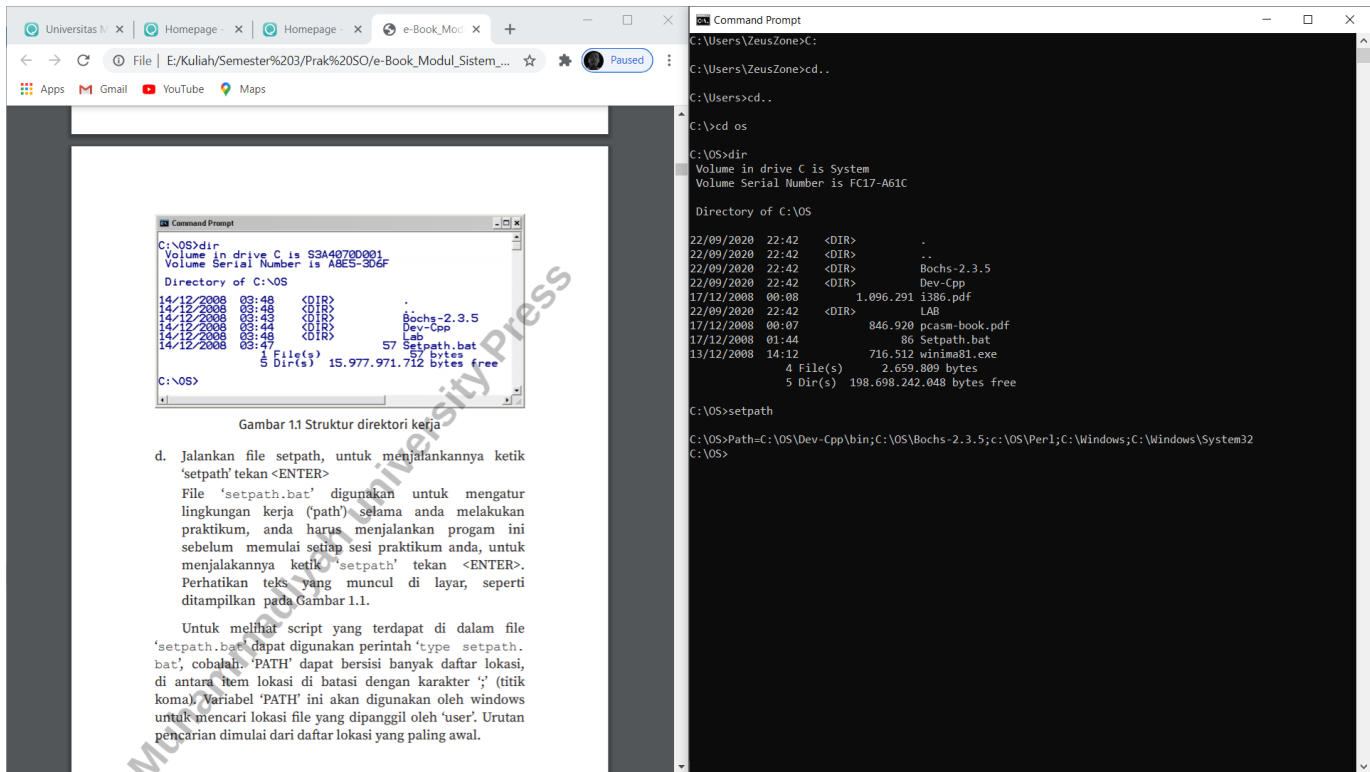 Universitas M
Homepage -
Homepage -
e-Book_Mod
File | E:/Kuliah/Semester%203/Prak%20SO/e-Book_Modul_Sistem_...
Paused
Apps
Gmail
YouTube
Maps
Command Prompt
C:\OS>dir
Volume in drive C is S3A4070D001
Volume Serial Number is A8E5-3D6F
Directory of C:\OS
14/12/2008 03:48 <DIR> .
14/12/2008 03:48 <DIR> ..
14/12/2008 03:43 <DIR> Bochs-2.3.5
14/12/2008 03:44 <DIR> Dev-Cpp
14/12/2008 03:48 <DIR> Lab
14/12/2008 03:47 57 Setpath.bat
1 File(s) 57 bytes
5 Dir(s) 15.977.971.712 bytes free
C:\OS>
Gambar 1.1 Struktur direktori kerja
d. Jalankan file setpath, untuk menjalankannya ketik
‘setpath’ tekan <ENTER>
File ‘setpath.bat’ digunakan untuk mengatur
lingkungan kerja (‘path’) selama anda melakukan
praktikum, anda harus menjalankan progam ini
sebelum memulai setiap sesi praktikum anda, untuk
menjalakannya ketik ‘setpath’ tekan <ENTER>.
Perhatikan teks yang muncul di layar, seperti
ditampilkan pada Gambar 1.1.
Untuk melihat script yang terdapat di dalam file
‘setpath.bat’ dapat digunakan perintah ‘type setpath.
bat’, cobalah. ‘PATH’ dapat bersisi banyak daftar lokasi,
di antara item lokasi di batasi dengan karakter ‘;’ (titik
koma). Variabel ‘PATH’ ini akan digunakan oleh windows
untuk mencari lokasi file yang dipanggil oleh ‘user’. Urutan
pencarian dimulai dari daftar lokasi yang paling awal.
Muhammadiyah university Press
Command Prompt
C:\Users\ZeusZone>C:
C:\Users\ZeusZone>cd..
C:\Users>cd..
C:\>cd os
C:\OS>dir
Volume in drive C is System
Volume Serial Number is FC17-A61C
Directory of C:\OS
22/09/2020 22:42 <DIR> .
22/09/2020 22:42 <DIR> ..
22/09/2020 22:42 <DIR> Bochs-2.3.5
22/09/2020 22:42 <DIR> Dev-Cpp
17/12/2008 00:08 1.096.291 i386.pdf
22/09/2020 22:42 <DIR> LAB
17/12/2008 00:07 846.920 pcasm-book.pdf
17/12/2008 01:44 86 Setpath.bat
13/12/2008 14:12 716.512 winima81.exe
4 File(s) 2.659.809 bytes
5 Dir(s) 198.698.242.048 bytes free
C:\OS>setpath
C:\OS>Path=C:\OS\Dev-Cpp\bin;C:\OS\Bochs-2.3.5;c:\OS\Perl;C:\Windows;C:\Windows\System32
C:\OS>